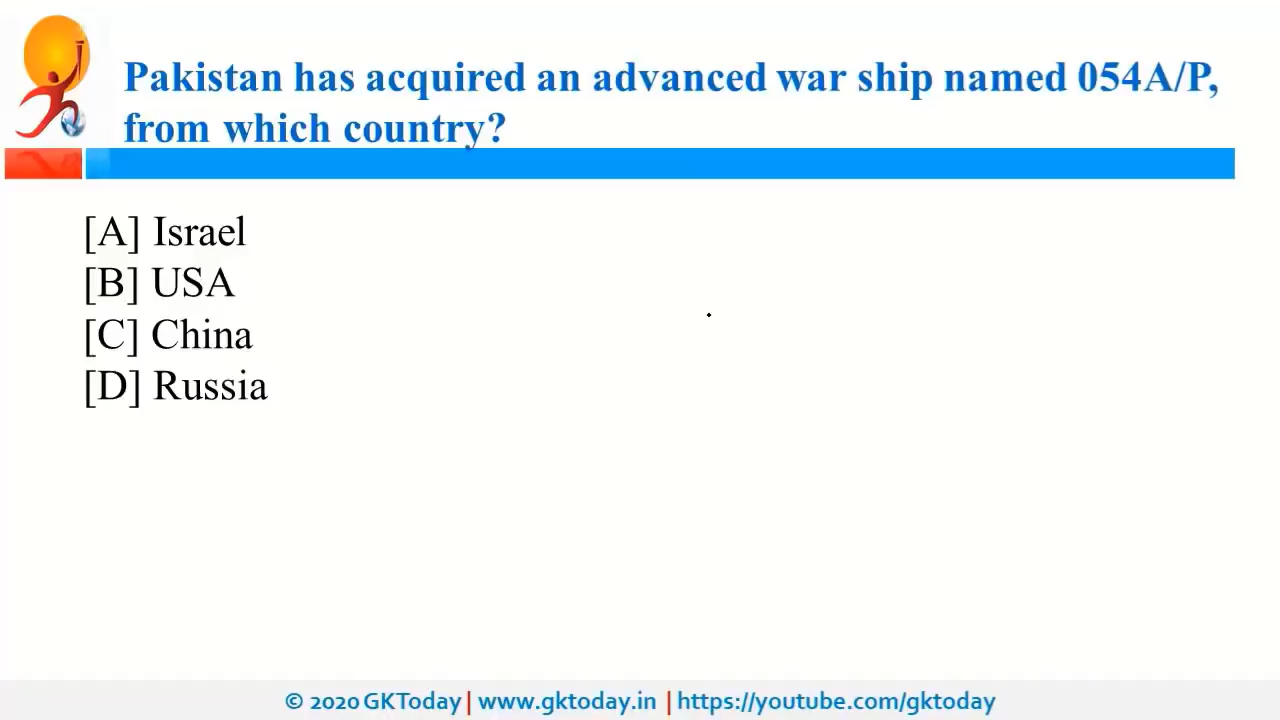 Pakistan has acquired an advanced war ship named 054A/P,
from which country?
[A] Israel
[B] USA
[C] China
[D] Russia
© 2020 GKToday | www.gktoday.in | https://youtube.com/gktoday